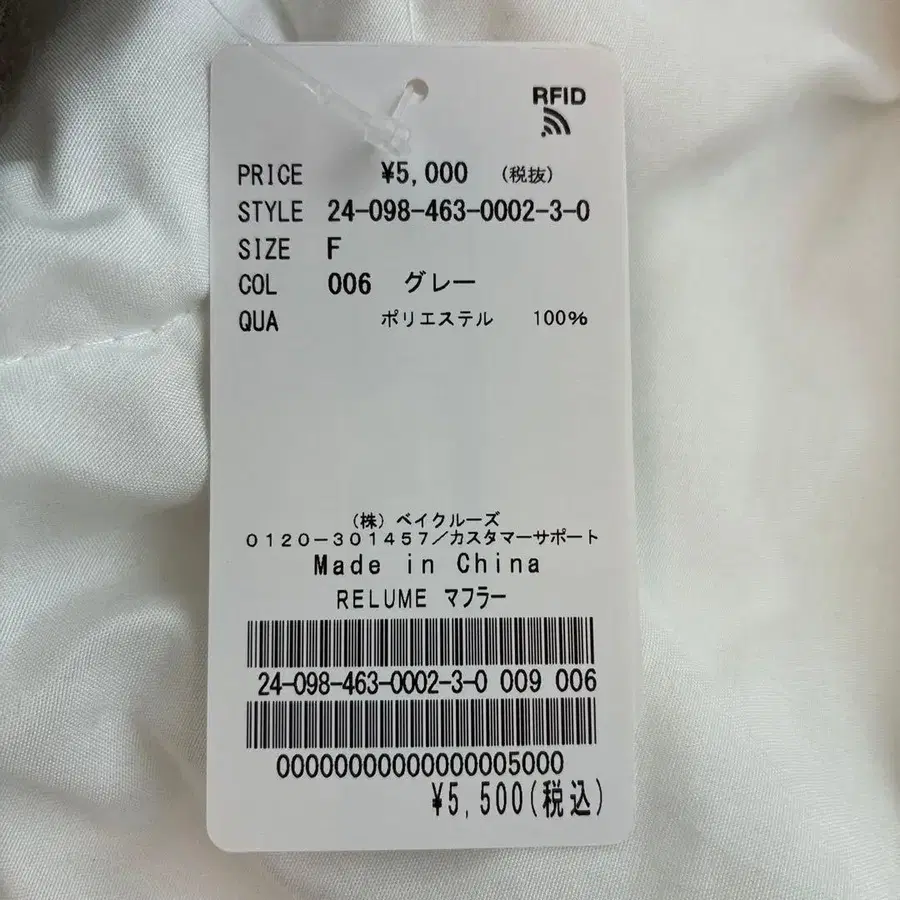 RFID
PRICE ¥5,000 (税抜)
STYLE 24-098-463-0002-3-0
SIZE F
COL 006 グレー
QUA ポリエステル 100%
(株) ベイクルーズ
0120-301457/カスタマーサポート
Made in China
RELUME マフラー
24-098-463-0002-3-0 009 006
00000000000000005000
¥5,500(税込)